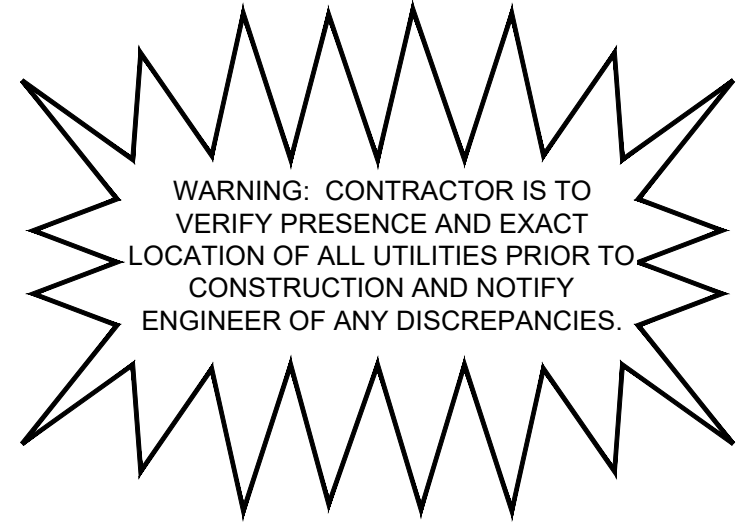 WARNING:  CONTRACTOR IS TO
VERIFY PRESENCE AND EXACT
LOCATION OF ALL UTILITIES PRIOR TO
CONSTRUCTION AND NOTIFY
ENGINEER OF ANY DISCREPANCIES.